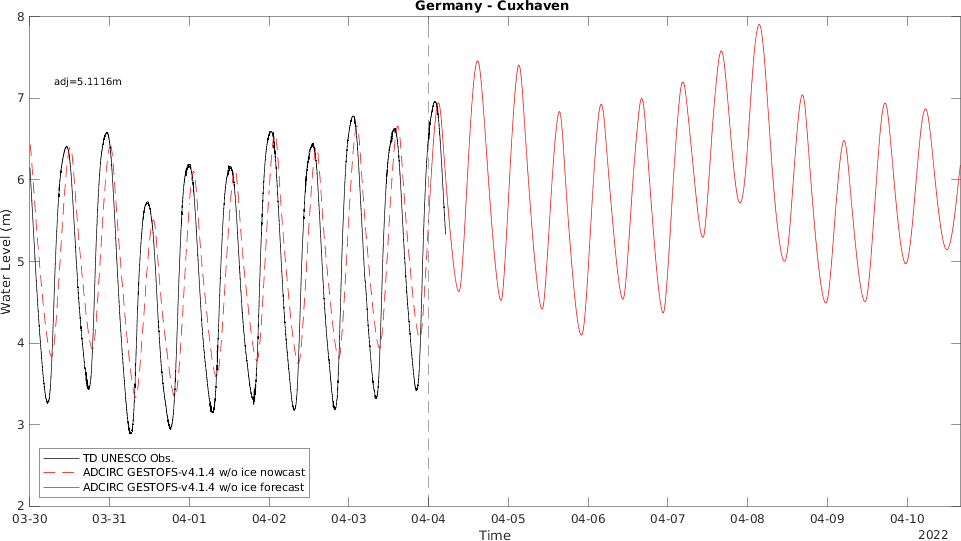 Germany - Cuxhaven
8
7
6
5
4
3
2
Water Level (m)
adj=5.1116m
TD UNESCO Obs.
ADCIRC GESTOFS-v4.1.4 w/o ice nowcast
ADCIRC GESTOFS-v4.1.4 w/o ice forecast
03-30 03-31 04-01 04-02 04-03 04-04 04-05 04-06 04-07 04-08 04-09 04-10
Time
2022